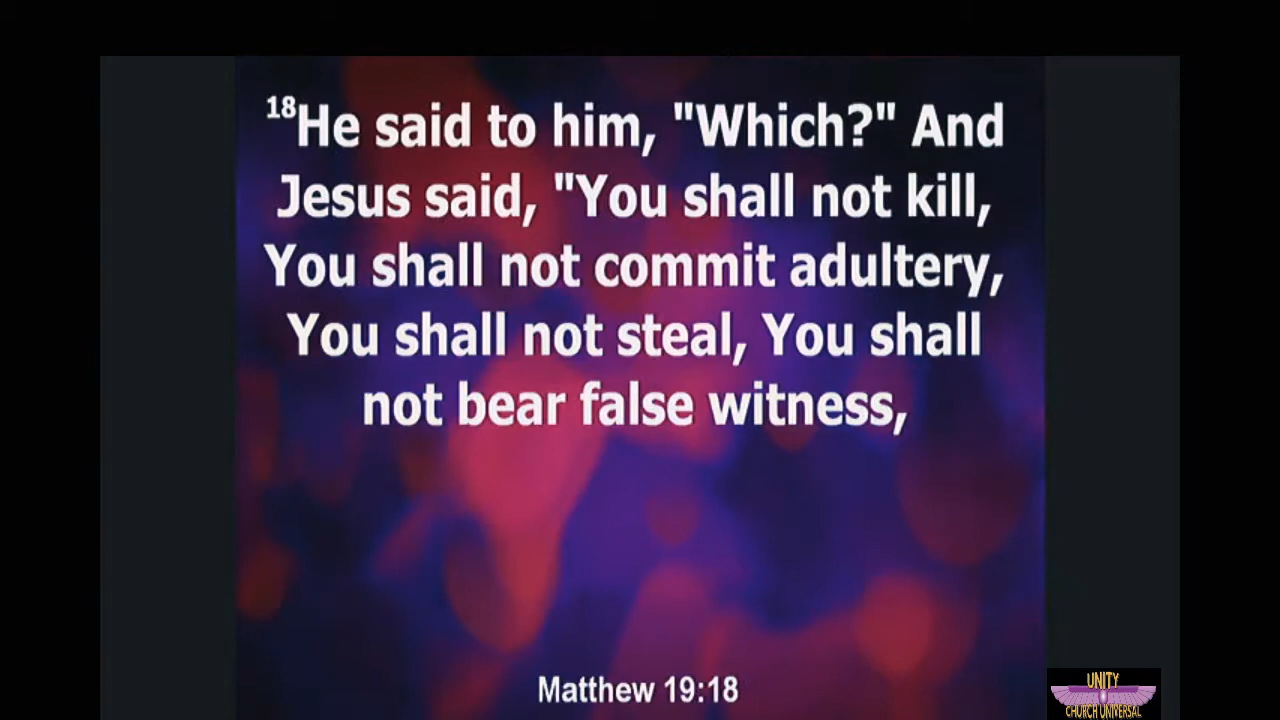 18He said to him, "Which?" And
Jesus said, "You shall not kill,
You shall not commit adultery,
You shall not steal, You shall
not bear false witness,
Matthew 19:18
UNITY
CHURCH UNIVERSAL